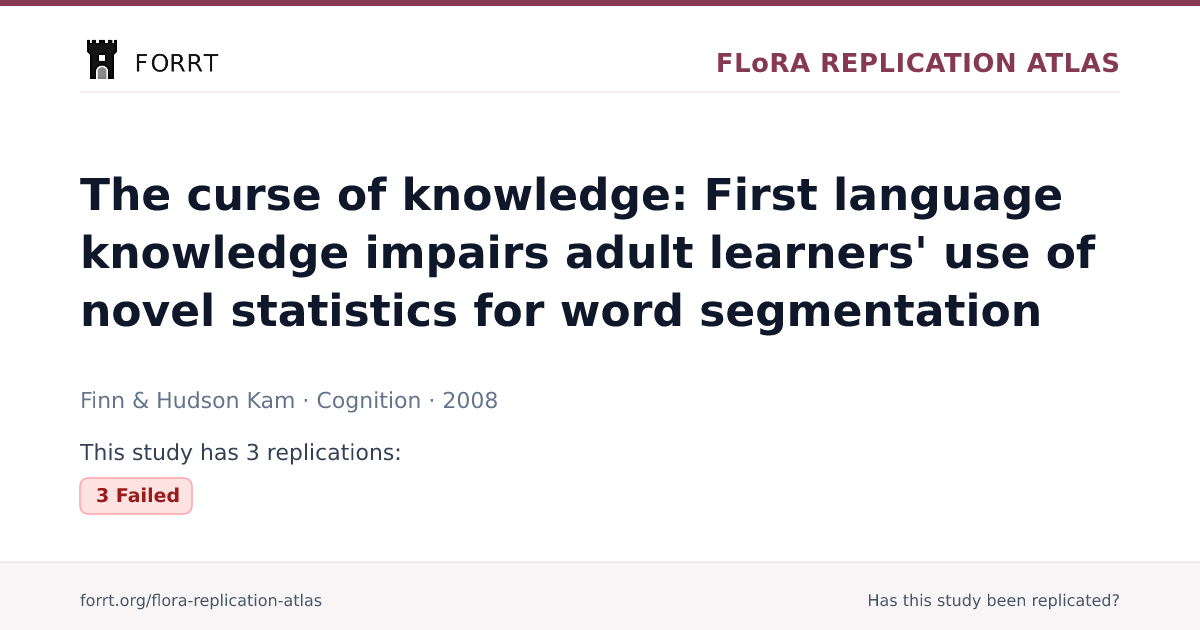 FORRT
FLoRA REPLICATION ATLAS
The curse of knowledge: First language
knowledge impairs adult learners' use of
novel statistics for word segmentation
Finn & Hudson Kam · Cognition · 2008
This study has 3 replications:
3 Failed
forrt.org/flora-replication-atlas
Has this study been replicated?